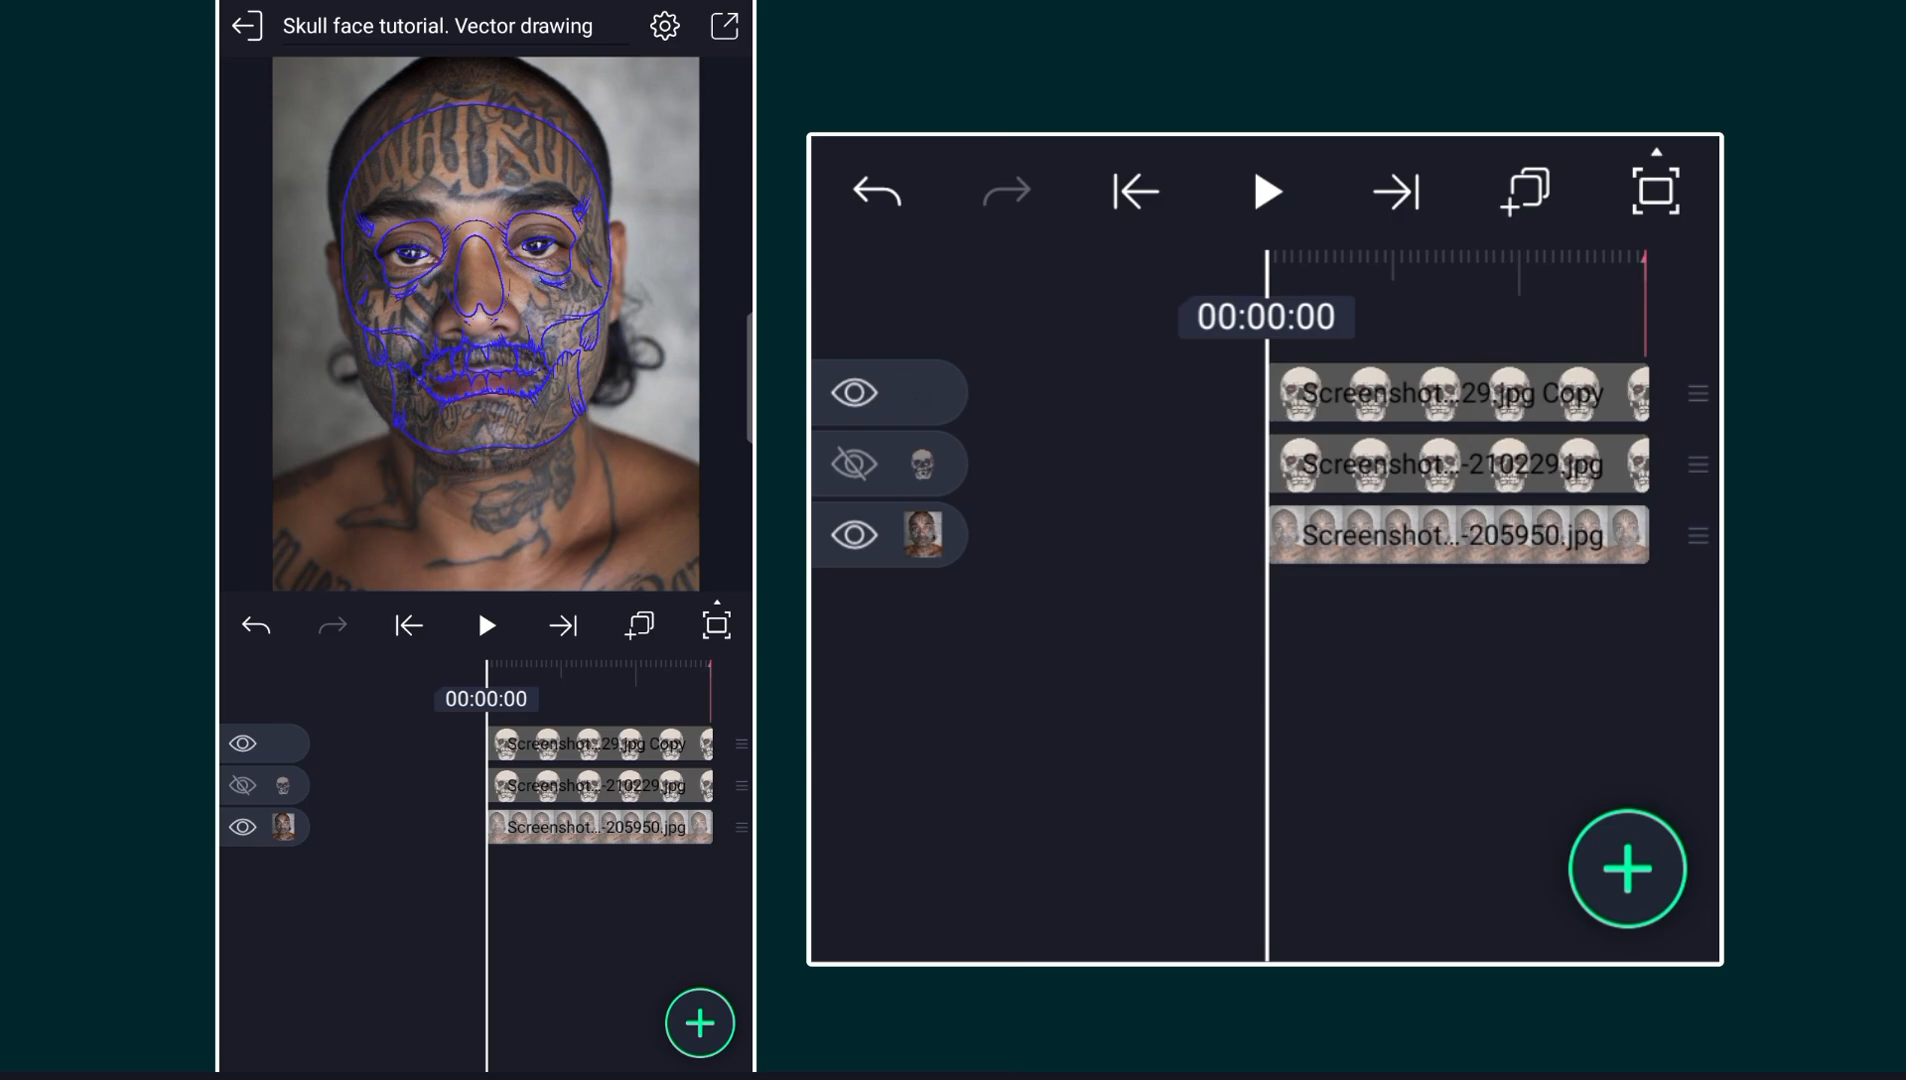 Skull face tutorial. Vector drawing
00:00:00
Screenshot...29.jpg Copy
Screenshot...-210229.jpg
Screenshot...-205950.jpg
00:00:00
Screenshot...29.jpg Copy
Screenshot...-210229.jpg
Screenshot...-205950.jpg